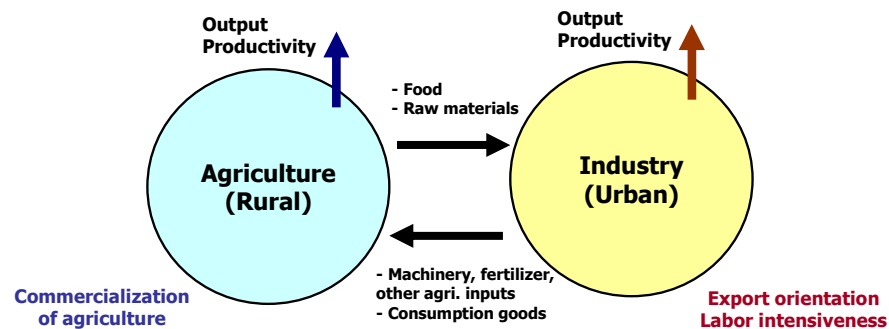 Output
Productivity
Output
Productivity
- Food
- Raw materials
Agriculture
(Rural)
Industry
(Urban)
- Machinery, fertilizer,
other agri. inputs
- Consumption goods
Commercialization
of agriculture
Export orientation
Labor intensiveness